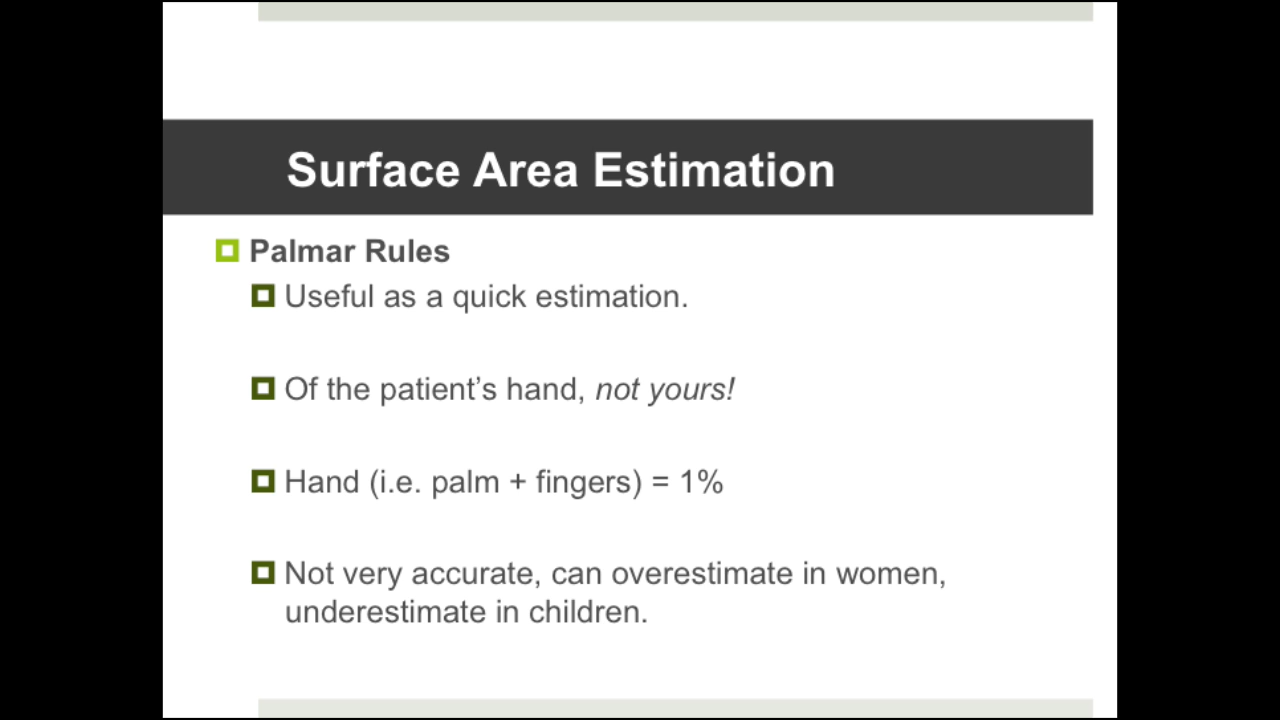 Surface Area Estimation
Palmar Rules
Useful as a quick estimation.
Of the patient’s hand, not yours!
Hand (i.e. palm + fingers) = 1%
Not very accurate, can overestimate in women,
underestimate in children.